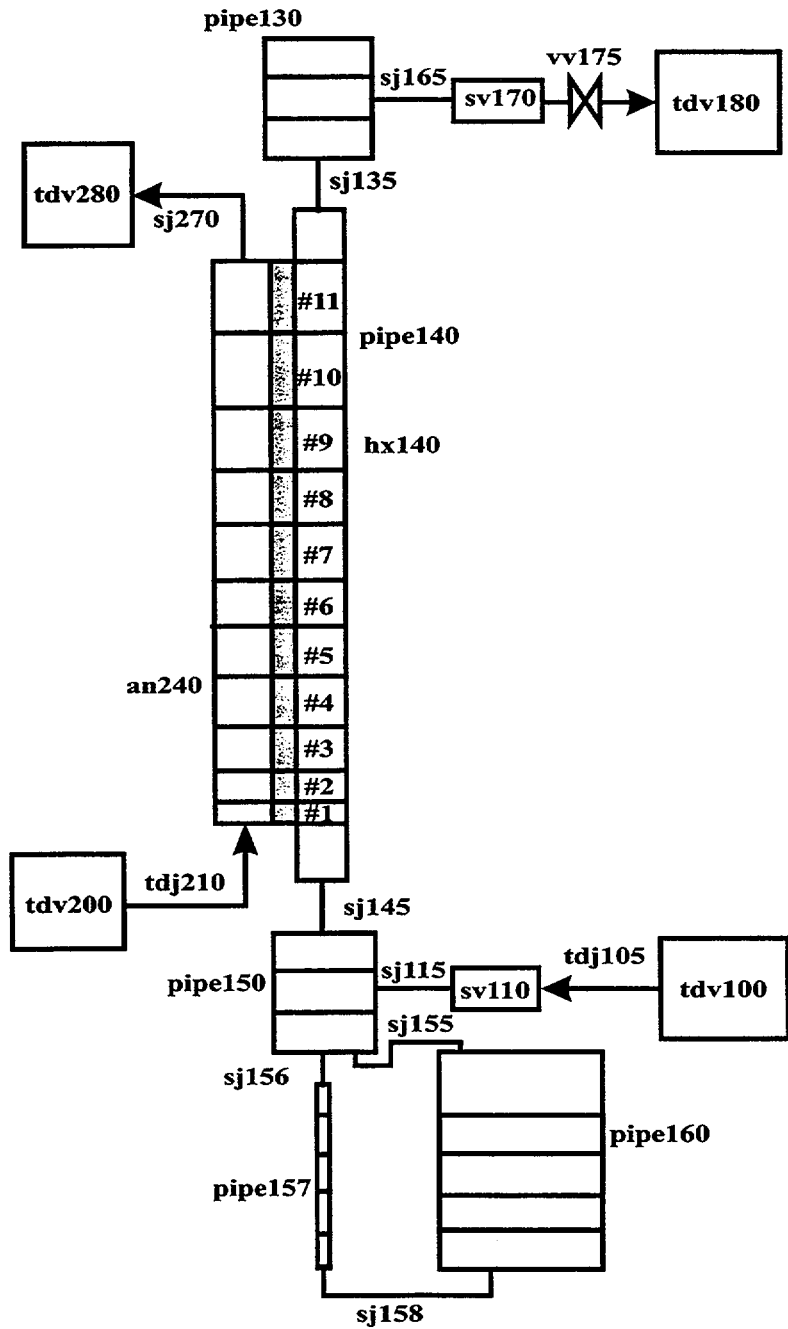 pipe130
vv175
sj165
sv170
tdv180
sj135
tdv280
sj270
#11
pipe140
#10
#9
hx140
#8
#7
#6
#5
an240
#4
#3
#2
#1
tdj210
tdv200
sj145
tdj105
sj115
pipe150
sv110
tdv100
sj155
sj156
pipe160
pipe157
sj158